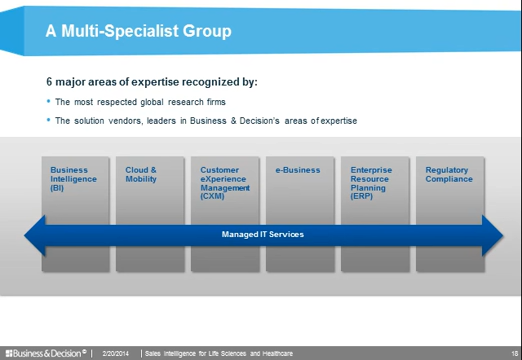 A Multi-Specialist Group
6 major areas of expertise recognized by:
• The most respected global research firms
• The solution vendors, leaders in Business & Decision's areas of expertise
Business
Intelligence
(BI)
Cloud &
Mobility
Customer
eXperience
Management
(CXM)
e-Business
Enterprise
Resource
Planning
(ERP)
Regulatory
Compliance
Managed IT Services
Business & Decision © | 2/20/2014 | Sales Intelligence for Life Sciences and Healthcare